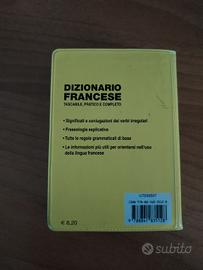 DIZIONARIO
FRANCESE
TASCABILE, PRATICO E COMPLETO
• Significati e coniugazioni dei verbi irregolari
• Fraseologia esplicativa
• Tutte le regole grammaticali di base
• Le informazioni più utili per orientarsi nell'uso
della lingua francese
€ 6,20
subito